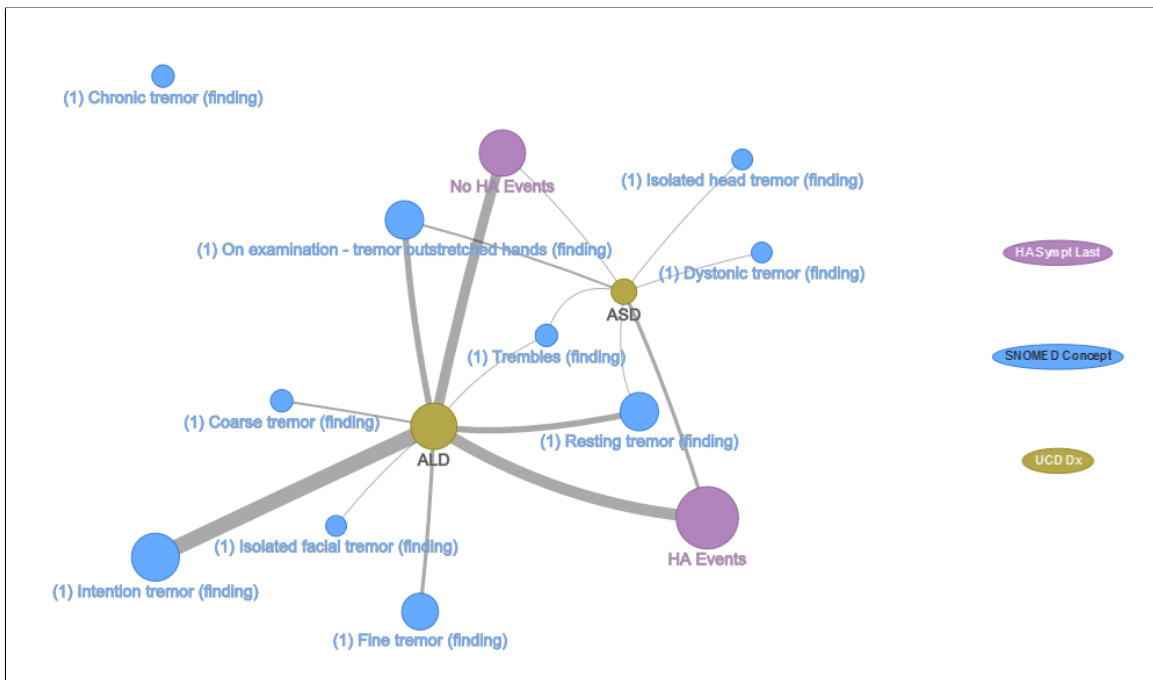 (1) Chronic tremor (finding)
No HA Events
(1) Isolated head tremor (finding)
(1) On examination - tremor outstretched hands (finding)
HASympt Last
(1) Dystonic tremor (finding)
ASD
(1) Trembles (finding)
SNOMED Concept
(1) Coarse tremor (finding)
(1) Resting tremor (finding)
ALD
UCD Dx
(1) Isolated facial tremor (finding)
HA Events
(1) Intention tremor (finding)
(1) Fine tremor (finding)